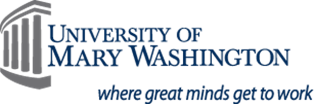 UNIVERSITY OF
MARY WASHINGTON
where great minds get to work